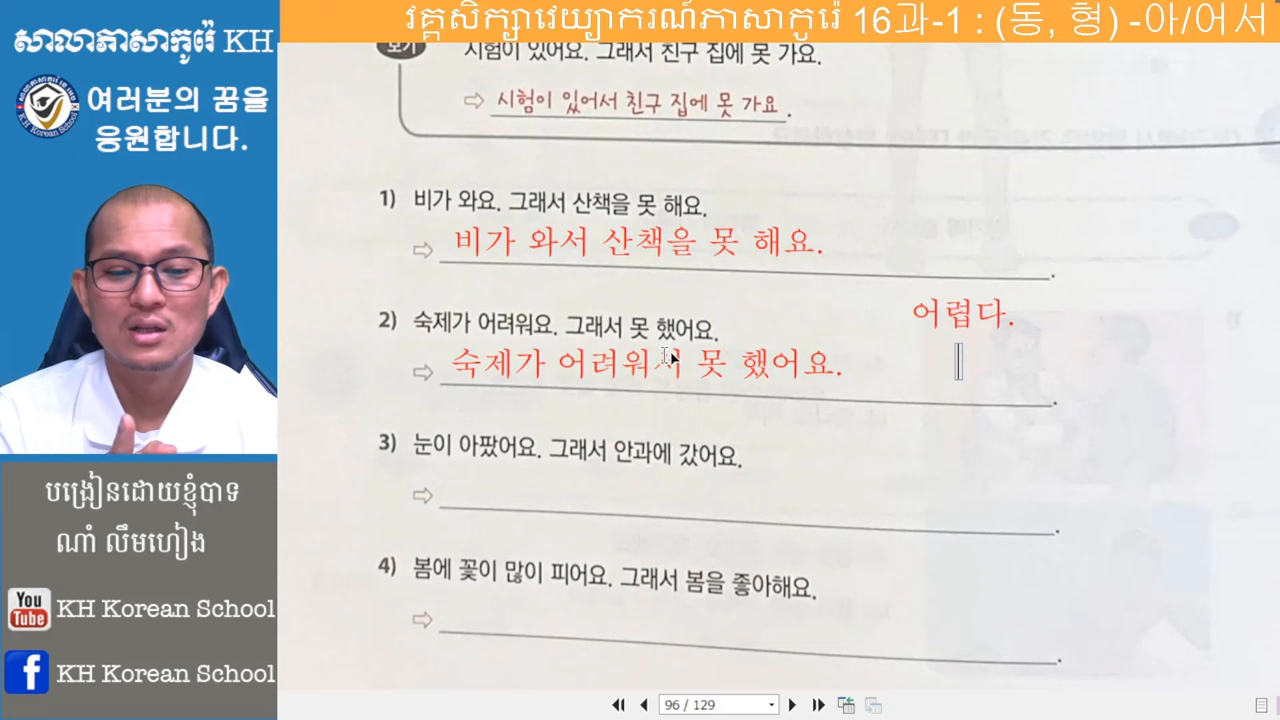 វគ្គសិក្សាវេយ្យាករណ៍ភាសាកូរ៉េ 16과-1 : (동, 형) -아/어서
សាលាភាសាកូរ៉េ KH
KH Korean School
여러분의 꿈을
응원합니다.
보기
시험이 있어요. 그래서 친구 집에 못 가요.
⇨ 시험이 있어서 친구 집에 못 가요.
1) 비가 와요. 그래서 산책을 못 해요.
⇨ 비가 와서 산책을 못 해요.
어렵다.
2) 숙제가 어려워요. 그래서 못 했어요.
⇨ 숙제가 어려워서 못 했어요.
3) 눈이 아팠어요. 그래서 안과에 갔어요.
⇨
4) 봄에 꽃이 많이 피어요. 그래서 봄을 좋아해요.
⇨
បង្រៀនដោយខ្ញុំបាទ
ណាំ លឹមហៀង
You Tube KH Korean School
f KH Korean School
96 / 129